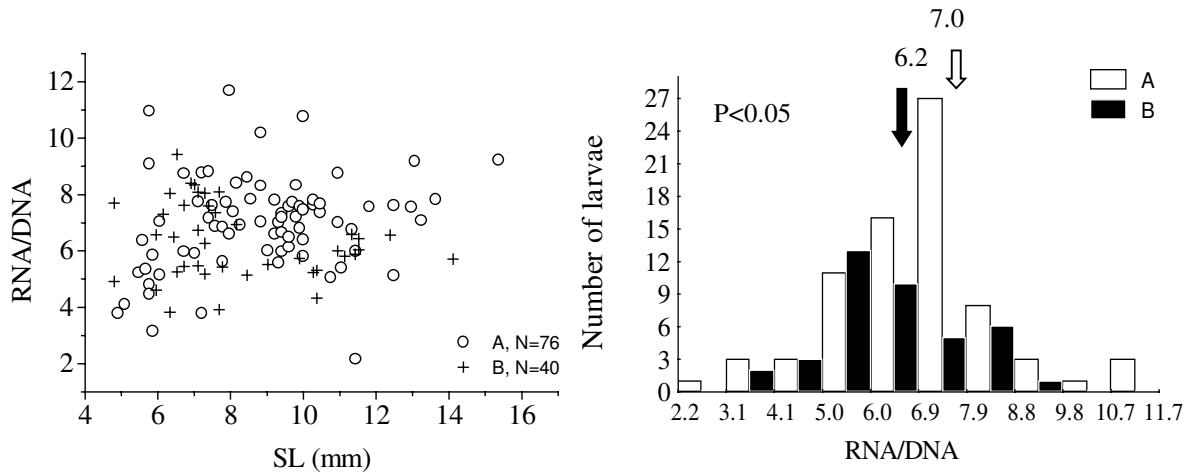 RNA/DNA
12
10
8
6
4
2
4 6 8 10 12 14 16
SL (mm)
A, N=76
B, N=40
7.0
6.2
P<0.05
A
B
Number of larvae
27
24
21
18
15
12
9
6
3
0
2.2 3.1 4.1 5.0 6.0 6.9 7.9 8.8 9.8 10.7 11.7
RNA/DNA